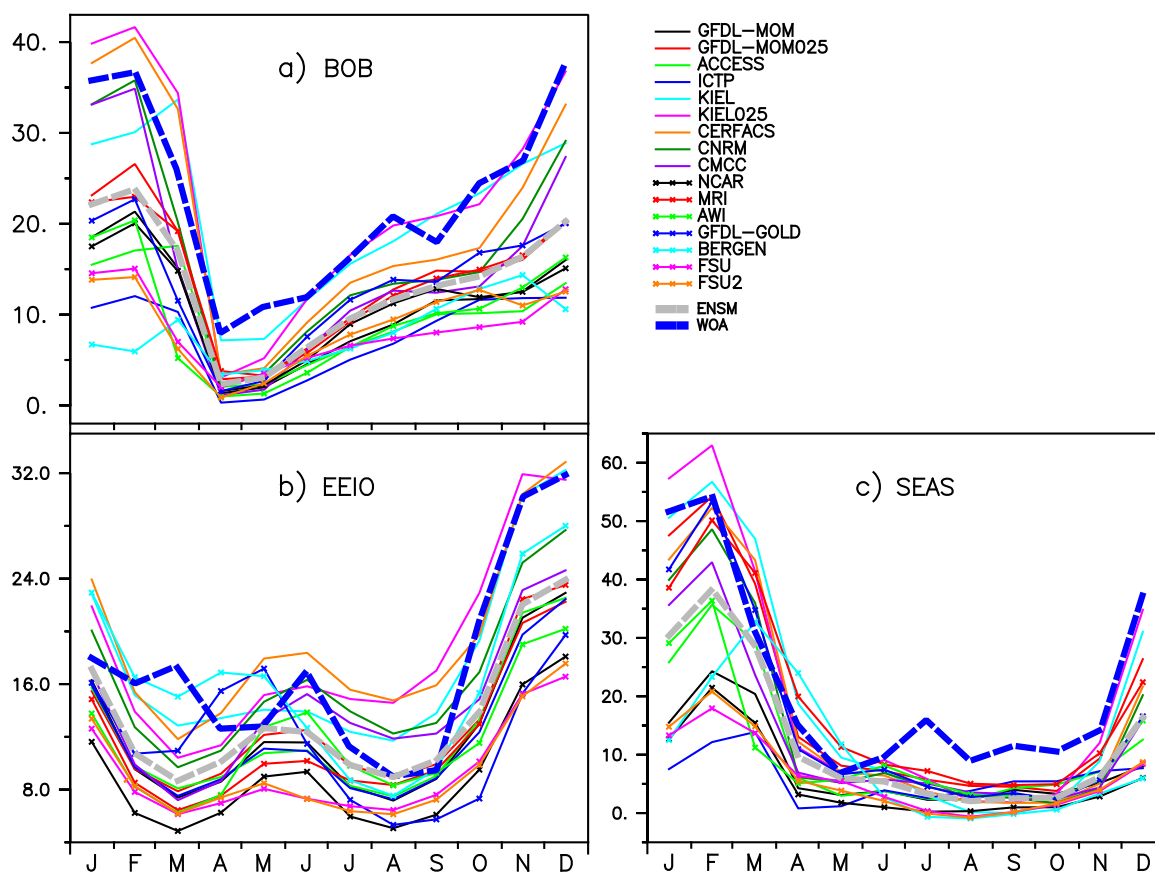 a) BOB
40.
30.
20.
10.
0.
GFDL-MOM
GFDL-MOM025
ACCESS
ICTP
KIEL
KIEL025
CERFACS
CNRM
CMCC
NCAR
MRI
AWI
GFDL-GOLD
BERGEN
FSU
FSU2
ENSM
WOA
b) EEIO
32.0
24.0
16.0
8.0
J F M A M J J A S O N D
c) SEAS
60.
50.
40.
30.
20.
10.
0.
J F M A M J J A S O N D